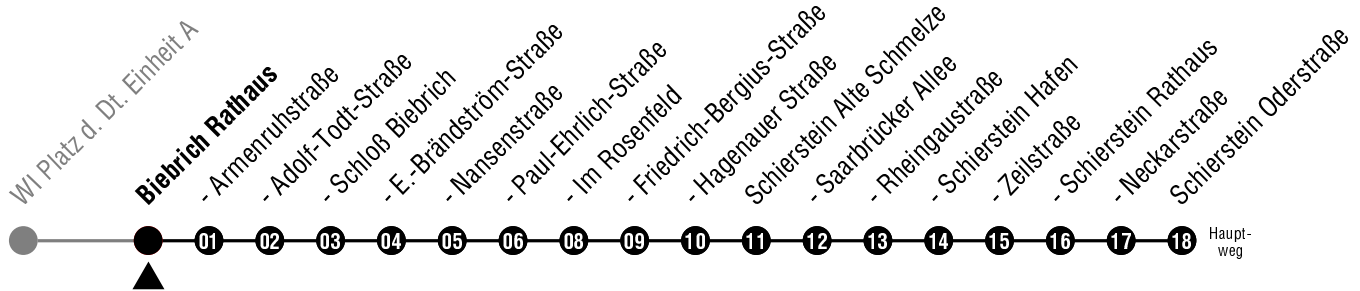 WI Platz d. Dt. Einheit A
Biebrich Rathaus
- Armenruhstraße
- Adolf-Todt-Straße
- Schloß Biebrich
- E.-Brändström-Straße
- Nansenstraße
- Paul-Ehrlich-Straße
- Im Rosenfeld
- Friedrich-Bergius-Straße
- Hagenauer Straße
Schierstein Alte Schmelze
- Saarbrücker Allee
- Rheingaustraße
- Schierstein Hafen
- Zeilstraße
- Schierstein Rathaus
- Neckarstraße
Schierstein Oderstraße
01 02 03 04 05 06 08 09 10 11 12 13 14 15 16 17 18
Haupt-
weg